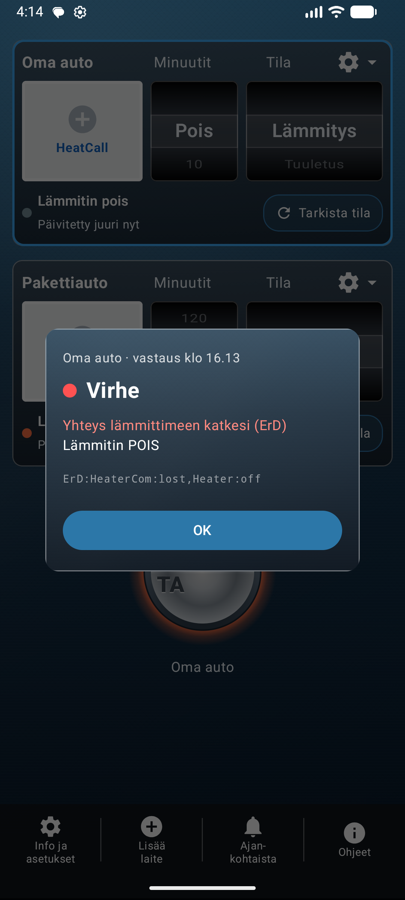 4:14
Oma auto
Minuutit
Tila
HeatCall
Pois
10
Lämmitys
Tuuletus
Lämmitin pois
Päivitetty juuri nyt
Tarkista tila
Pakettiauto
Minuutit
Tila
120
Oma auto · vastaus klo 16.13
Virhe
Yhteys lämmittimeen katkesi (ErD)
Lämmitin POIS
ErD:HeaterCom:lost,Heater:off
OK
TA
Oma auto
Info ja
asetukset
Lisää
laite
Ajan-
kohtaista
Ohjeet